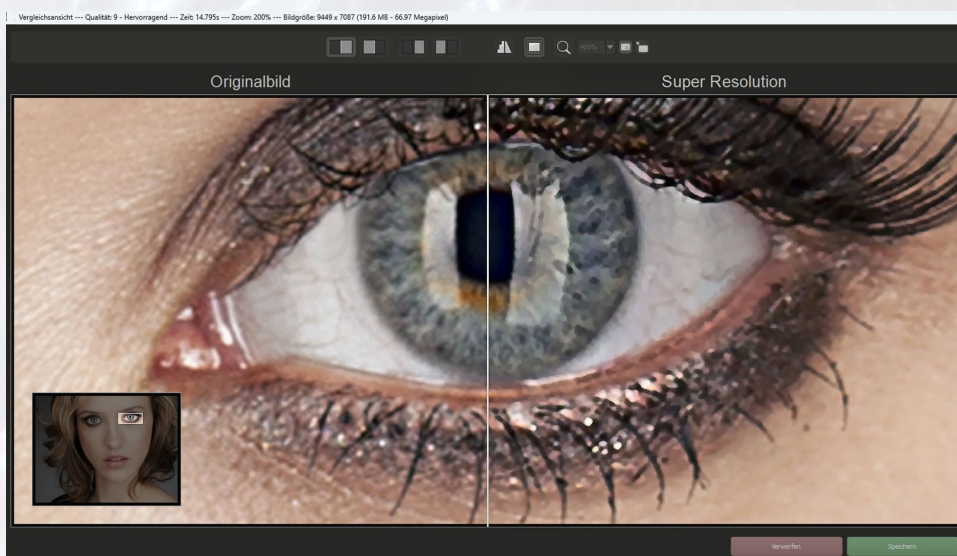 Vergleichsansicht --- Qualität: 9 - Hervorragend --- Zeit: 14.795s --- Zoom: 200% --- Bildgröße: 9449 x 7087 (191.6 MB - 66.97 Megapixel)
400%
Originalbild
Super Resolution
Verwerfen
Speichern